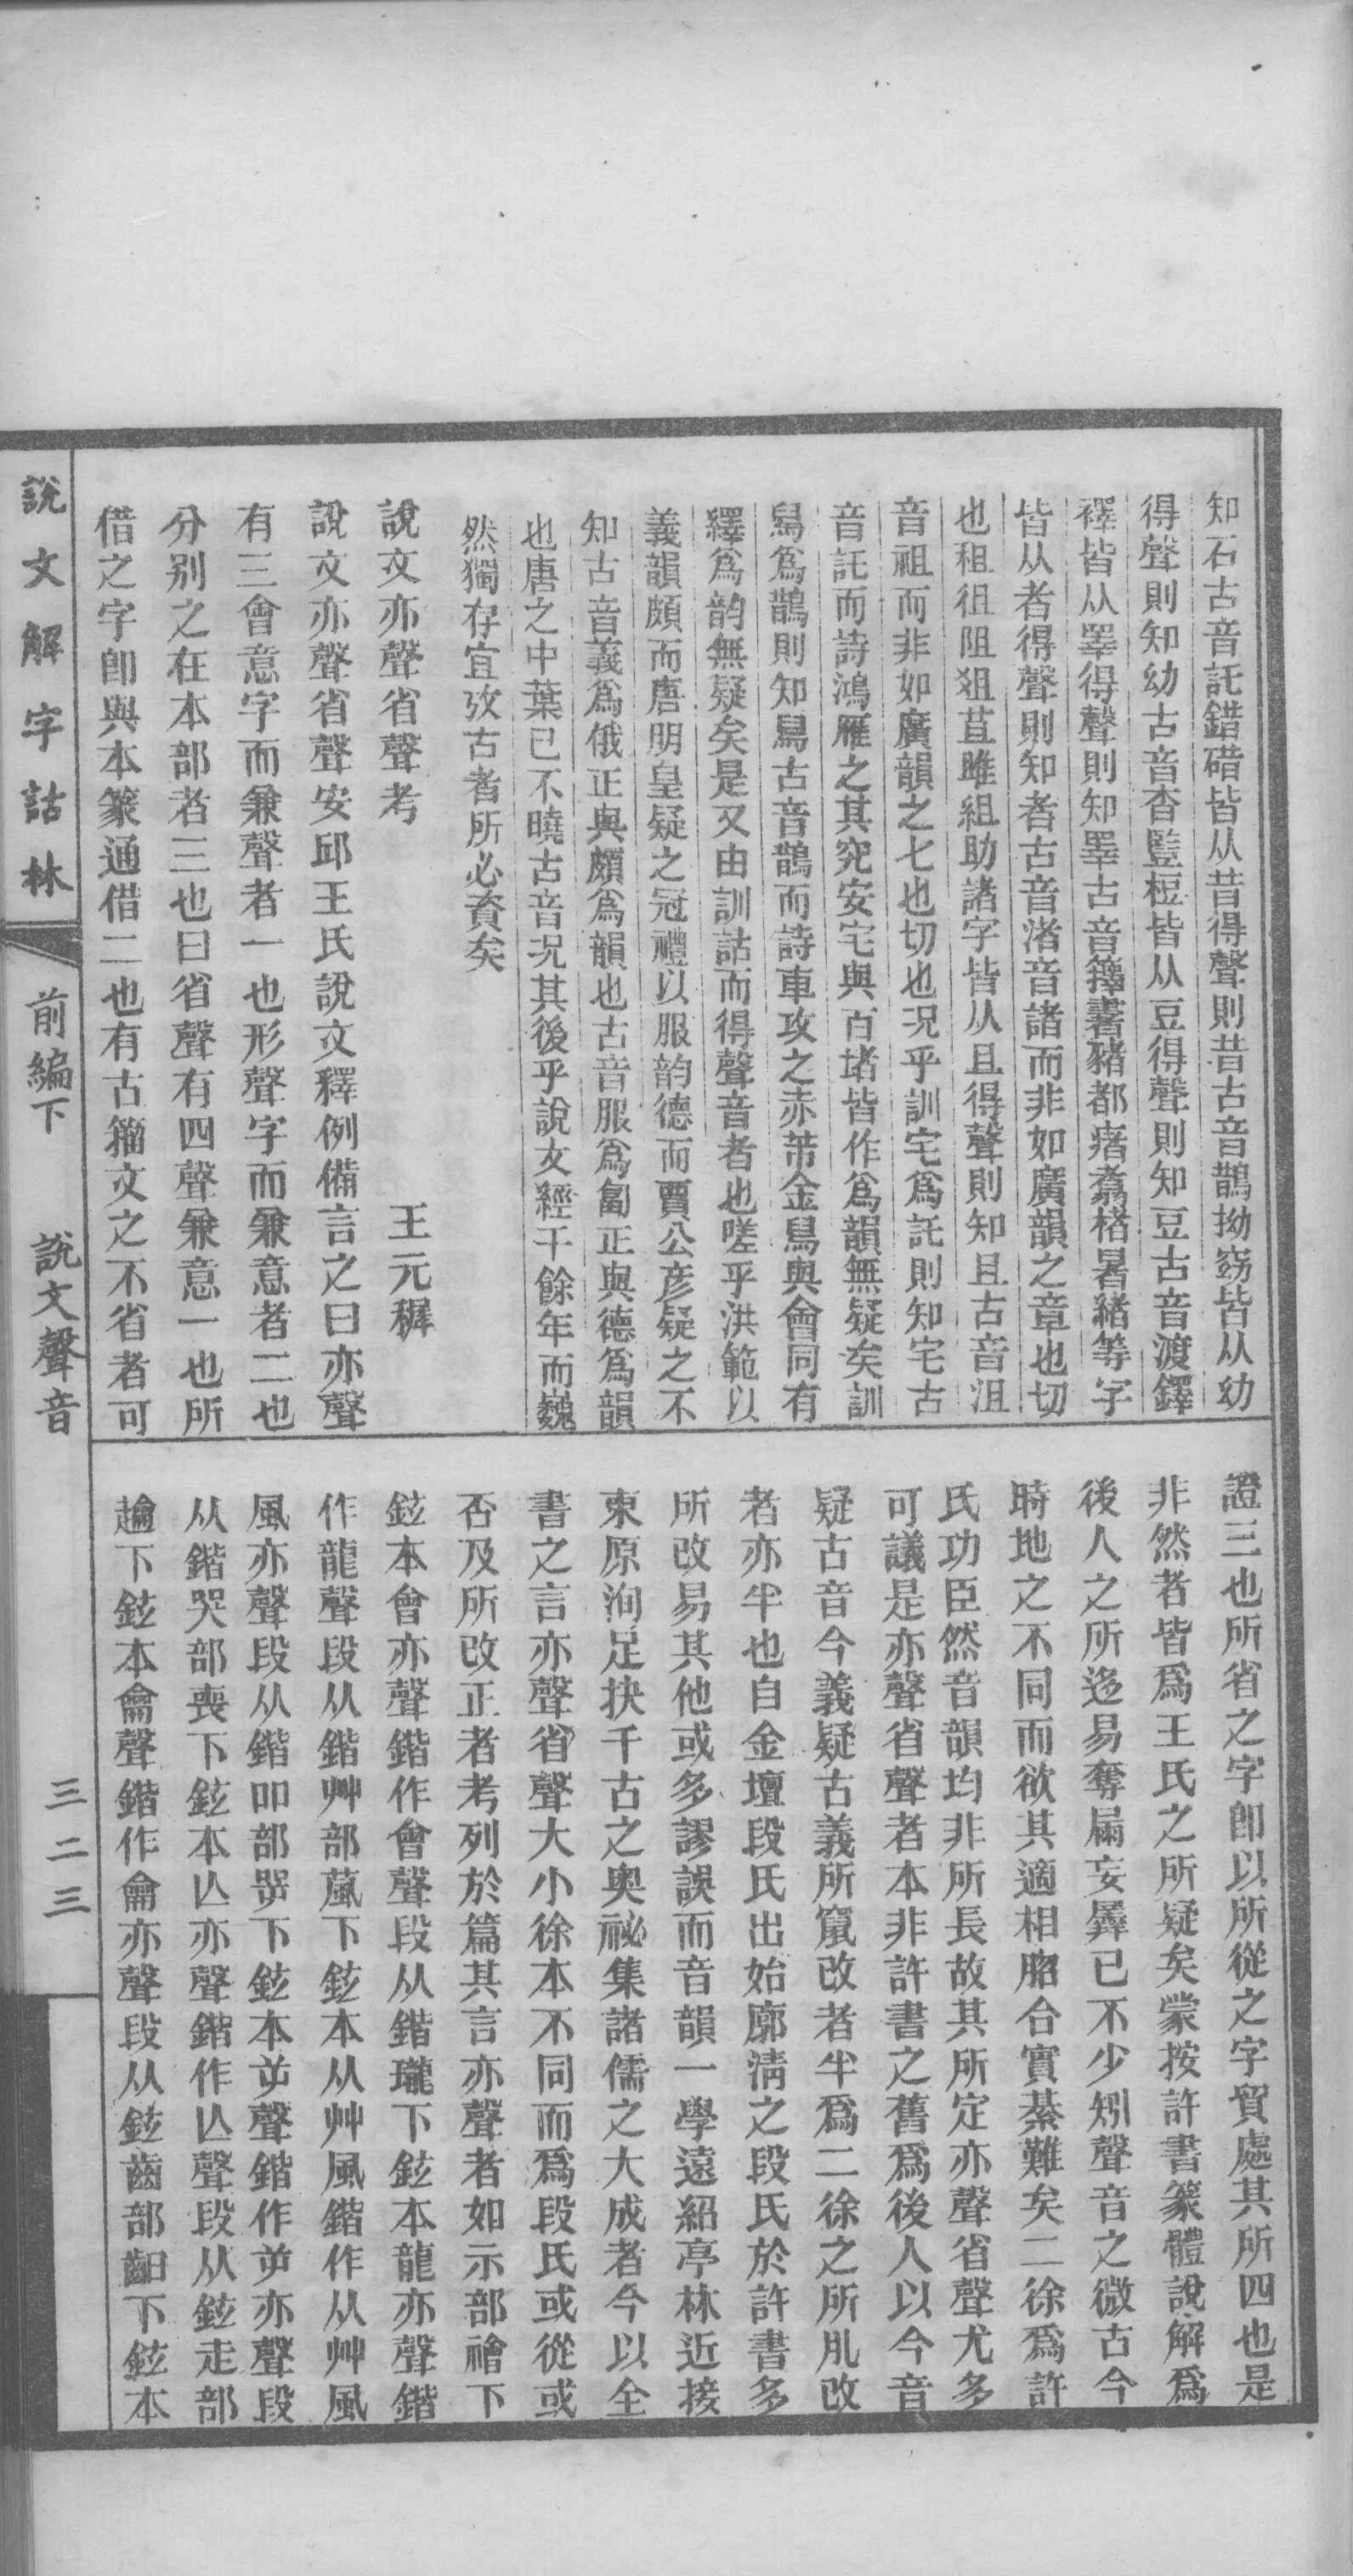 知石古音託錯碏皆从昔得聲則昔古音鵲拗窈皆从幼
得聲則知幼古音杳䜴梪皆从豆得聲則知豆古音渡鐸
襗皆从睪得聲則知睪古音籜書豬都瘏翥楮暑緒等字
皆从者得聲則知者古音渚音諸而非如廣韻之章也切
也租徂阻爼苴雎組助諸字皆从且得聲則知且古音沮
音祖而非如廣韻之七也切也況乎訓宅爲託則知宅古
音託而詩鴻雁之其究安宅與百堵皆作爲韻無疑矣訓
舄爲鵲則知舄古音鵲而詩車攻之赤芾金舄與會同有
繹爲韵無疑矣是又由訓詁而得聲音者也嗟乎洪範以
義韻頗而唐明皇疑之冠禮以服韵德而賈公彥疑之不
知古音義爲俄正與頗爲韻也古音服爲匐正與德爲韻
也唐之中葉已不曉古音況其後乎說文經千餘年而巍
然獨存宜攷古者所必資矣
說文亦聲省聲考
王元穉
說文亦聲省聲安邱王氏說文釋例備言之曰亦聲
有三會意字而兼聲者一也形聲字而兼意者二也
分别之在本部者三也曰省聲有四聲兼意一也所
借之字卽與本篆通借二也有古籀文之不省者可
證三也所省之字卽以所從之字寘處其所四也是
非然者皆爲王氏之所疑矣蒙按許書篆體說解爲
後人之所迻易奪屚妄羼已不少矧聲音之微古今
時地之不同而欲其適相脗合實綦難矣二徐爲許
氏功臣然音韻均非所長故其所定亦聲省聲尤多
可議是亦聲省聲者本非許書之舊爲後人以今音
疑古音今義疑古義所竄改者半爲二徐之所肊改
者亦半也自金壇段氏出始廓清之段氏於許書多
所改易其他或多謬誤而音韻一學遠紹亭林近接
東原洵足抉千古之奥祕集諸儒之大成者今以全
書之言亦聲省聲大小徐本不同而爲段氏或從或
否及所改正者考列於篇其言亦聲者如示部禬下
鉉本會亦聲鍇作會聲段从鍇瓏下鉉本龍亦聲鍇
作龍聲段从鍇艸部葻下鉉本从艸風鍇作从艸風
風亦聲段从鍇吅部咢下鉉本屰聲鍇作屰亦聲段
从鍇哭部喪下鉉本亾亦聲鍇作亾聲段从鉉走部
趯下鉉本龠聲鍇作龠亦聲段从鉉齒部䶥下鉉本
說文解字詁林
前編下
說文聲音
三二三